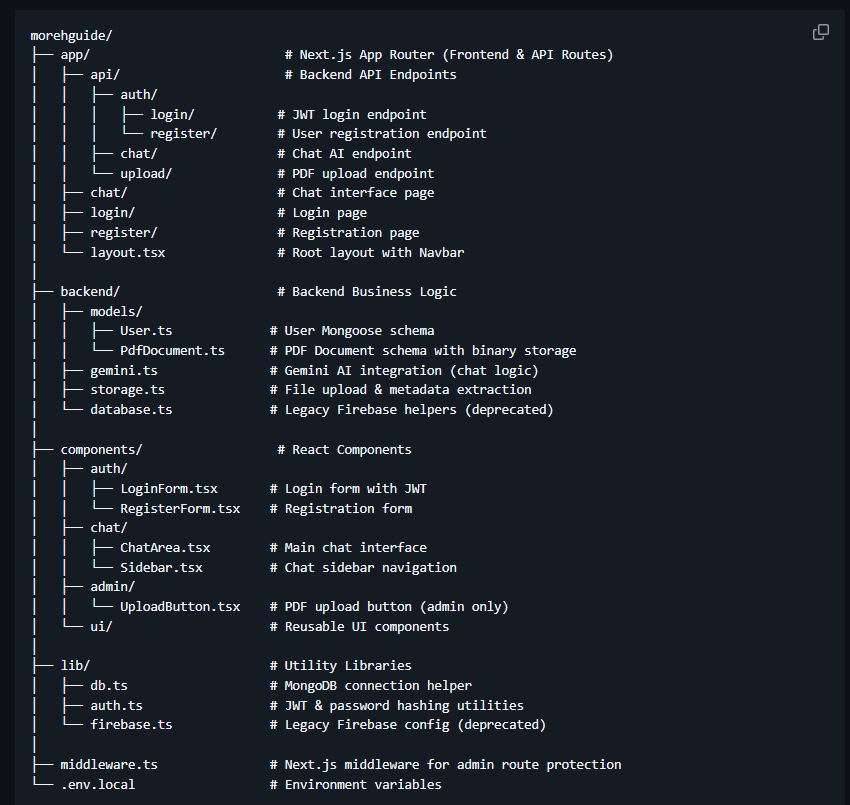 morehguide/
├── app/                          # Next.js App Router (Frontend & API Routes)
│   ├── api/                      # Backend API Endpoints
│   │   ├── auth/
│   │   │   ├── login/           # JWT login endpoint
│   │   │   └── register/        # User registration endpoint
│   │   ├── chat/                # Chat AI endpoint
│   │   └── upload/              # PDF upload endpoint
│   ├── chat/                    # Chat interface page
│   ├── login/                   # Login page
│   ├── register/                # Registration page
│   └── layout.tsx               # Root layout with Navbar
│
├── backend/                     # Backend Business Logic
│   ├── models/
│   │   ├── User.ts             # User Mongoose schema
│   │   └── PdfDocument.ts      # PDF Document schema with binary storage
│   ├── gemini.ts               # Gemini AI integration (chat logic)
│   ├── storage.ts              # File upload & metadata extraction
│   └── database.ts             # Legacy Firebase helpers (deprecated)
│
├── components/                  # React Components
│   ├── auth/
│   │   ├── LoginForm.tsx       # Login form with JWT
│   │   └── RegisterForm.tsx    # Registration form
│   ├── chat/
│   │   ├── ChatArea.tsx        # Main chat interface
│   │   └── Sidebar.tsx         # Chat sidebar navigation
│   ├── admin/
│   │   └── UploadButton.tsx    # PDF upload button (admin only)
│   └── ui/                     # Reusable UI components
│
├── lib/                        # Utility Libraries
│   ├── db.ts                   # MongoDB connection helper
│   ├── auth.ts                 # JWT & password hashing utilities
│   └── firebase.ts             # Legacy Firebase config (deprecated)
│
├── middleware.ts               # Next.js middleware for admin route protection
└── .env.local                  # Environment variables